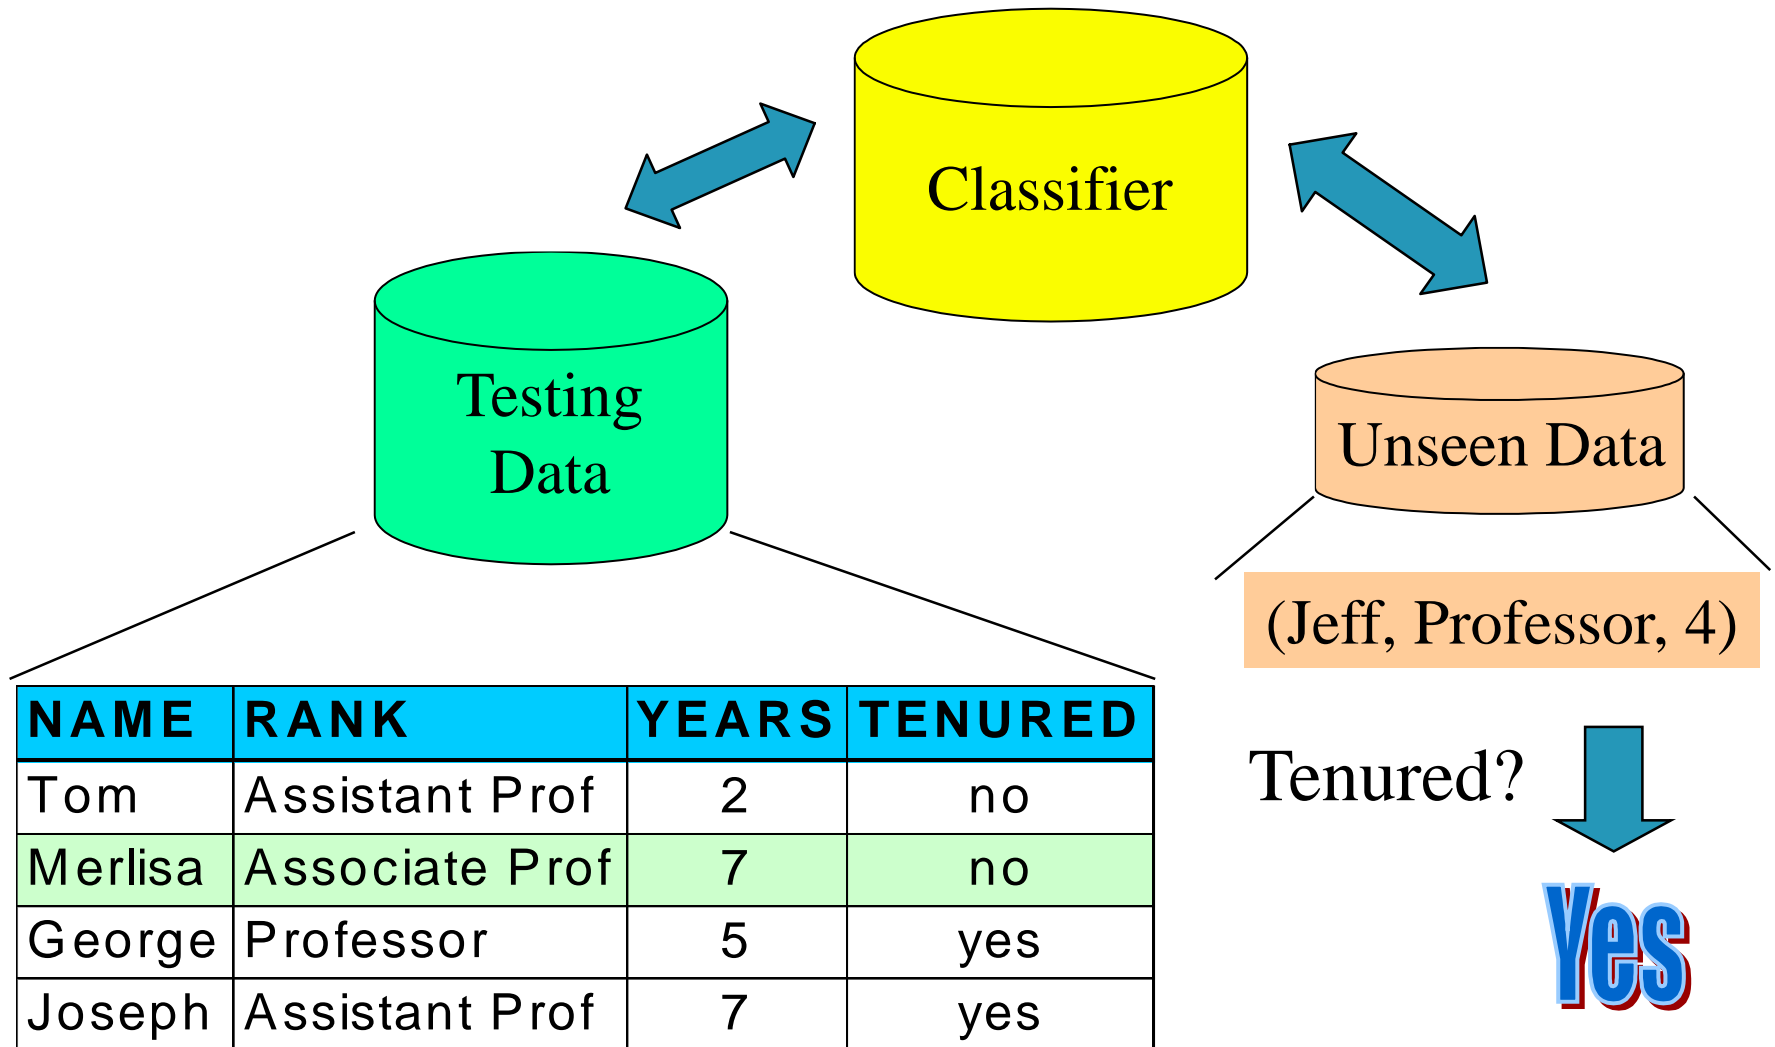 Classifier
Testing
Data
Unseen Data
(Jeff, Professor, 4)
NAME RANK YEARS TENURED
Tom Assistant Prof 2 no
Merlisa Associate Prof 7 no
George Professor 5 yes
Joseph Assistant Prof 7 yes
Tenured?
Yes